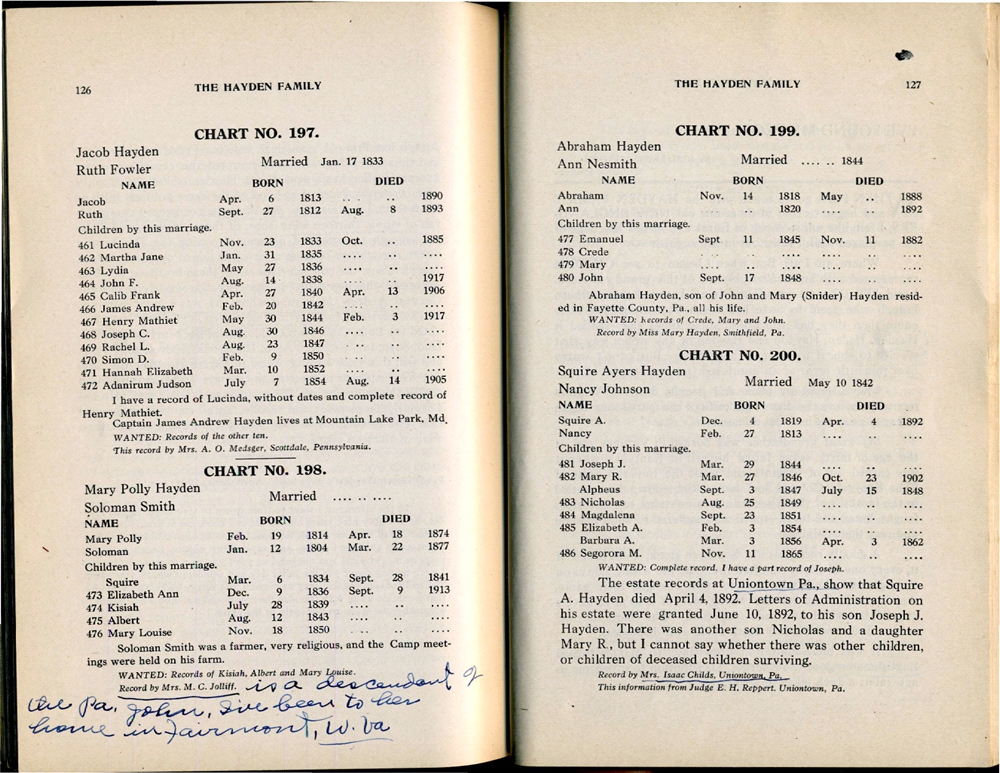 126 THE HAYDEN FAMILY
CHART NO. 197.
Jacob Hayden
Ruth Fowler Married Jan. 17 1833
NAME BORN DIED
Jacob Apr. 6 1813 .. . .. 1890
Ruth Sept. 27 1812 Aug. 8 1893
Children by this marriage.
461 Lucinda Nov. 23 1833 Oct. .. 1885
462 Martha Jane Jan. 31 1835 .... .. ....
463 Lydia May 27 1836 .... .. ....
464 John F. Aug. 14 1838 .... .. 1917
465 Calib Frank Apr. 27 1840 Apr. 13 1906
466 James Andrew Feb. 20 1842 .... .. ....
467 Henry Mathiet May 30 1844 Feb. 3 1917
468 Joseph C. Aug. 30 1846 .... .. ....
469 Rachel L. Aug. 23 1847 . .. .. ....
470 Simon D. Feb. 9 1850 . ... .. ....
471 Hannah Elizabeth Mar. 10 1852 .... .. ....
472 Adanirum Judson July 7 1854 Aug. 14 1905
I have a record of Lucinda, without dates and complete record of
Henry Mathiet.
Captain James Andrew Hayden lives at Mountain Lake Park, Md.
WANTED: Records of the other ten.
This record by Mrs. A. O. Medsger, Scottdale, Pennsylvania.
CHART NO. 198.
Mary Polly Hayden
Soloman Smith Married .... .. ....
NAME BORN DIED
Mary Polly Feb. 19 1814 Apr. 18 1874
Soloman Jan. 12 1804 Mar. 22 1877
Children by this marriage.
Squire Mar. 6 1834 Sept. 28 1841
473 Elizabeth Ann Dec. 9 1836 Sept. 9 1913
474 Kisiah July 28 1839 .... .. ....
475 Albert Aug. 12 1843 .... .. ....
476 Mary Louise Nov. 18 1850 . .. .. ....
Soloman Smith was a farmer, very religious, and the Camp meet-
ings were held on his farm.
WANTED: Records of Kisiah, Albert and Mary Louise.
Record by Mrs. M. C. Jolliff. is a descendant of
the Pa. John, I've been to her
home in Fairmont, W. Va
THE HAYDEN FAMILY 127
CHART NO. 199.
Abraham Hayden
Ann Nesmith Married .... .. 1844
NAME BORN DIED
Abraham Nov. 14 1818 May .. 1888
Ann .. 1820 .... .. 1892
Children by this marriage.
477 Emanuel Sept 11 1845 Nov. 11 1882
478 Crede . . .. .... .... .. ....
479 Mary .... .. .... .... .. ....
480 John Sept. 17 1848 .... .. ....
Abraham Hayden, son of John and Mary (Snider) Hayden resid-
ed in Fayette County, Pa., all his life.
WANTED: Records of Crede, Mary and John.
Record by Miss Mary Hayden, Smithfield, Pa.
CHART NO. 200.
Squire Ayers Hayden
Nancy Johnson Married May 10 1842
NAME BORN DIED
Squire A. Dec. 4 1819 Apr. 4 1892
Nancy Feb. 27 1813 .... .. ....
Children by this marriage.
481 Joseph J. Mar. 29 1844 .... .. ....
482 Mary R. Mar. 27 1846 Oct. 23 1902
Alpheus Sept. 3 1847 July 15 1848
483 Nicholas Aug. 25 1849 .... .. ....
484 Magdalena Sept. 23 1851 .... .. ....
485 Elizabeth A. Feb. 3 1854 .... .. ....
Barbara A. Mar. 3 1856 Apr. 3 1862
486 Segorora M. Nov. 11 1865 .... .. ....
WANTED: Complete record. I have a part record of Joseph.
The estate records at Uniontown Pa., show that Squire
A. Hayden died April 4, 1892. Letters of Administration on
his estate were granted June 10, 1892, to his son Joseph J.
Hayden. There was another son Nicholas and a daughter
Mary R., but I cannot say whether there was other children,
or children of deceased children surviving.
Record by Mrs. Isaac Childs, Uniontown, Pa.
This information from Judge E. H. Reppert. Uniontown, Pa.